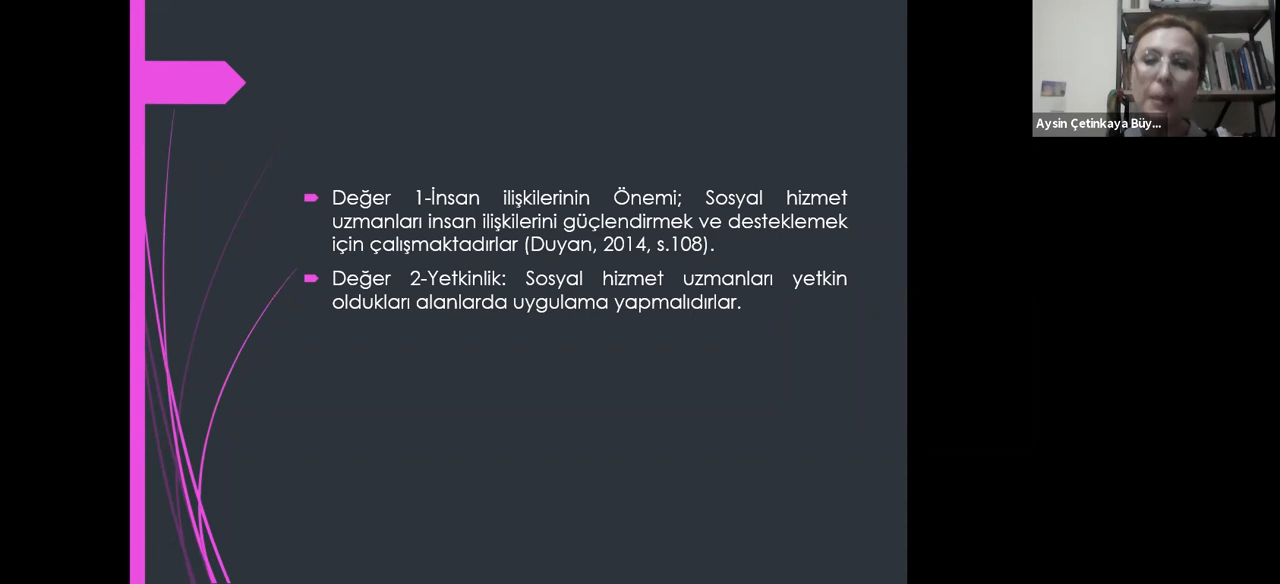 Değer 1-İnsan ilişkilerinin Önemi; Sosyal hizmet
uzmanları insan ilişkilerini güçlendirmek ve desteklemek
için çalışmaktadırlar (Duyan, 2014, s.108).
Değer 2-Yetkinlik: Sosyal hizmet uzmanları yetkin
oldukları alanlarda uygulama yapmalıdırlar.
Aysin Çetinkaya Büy...